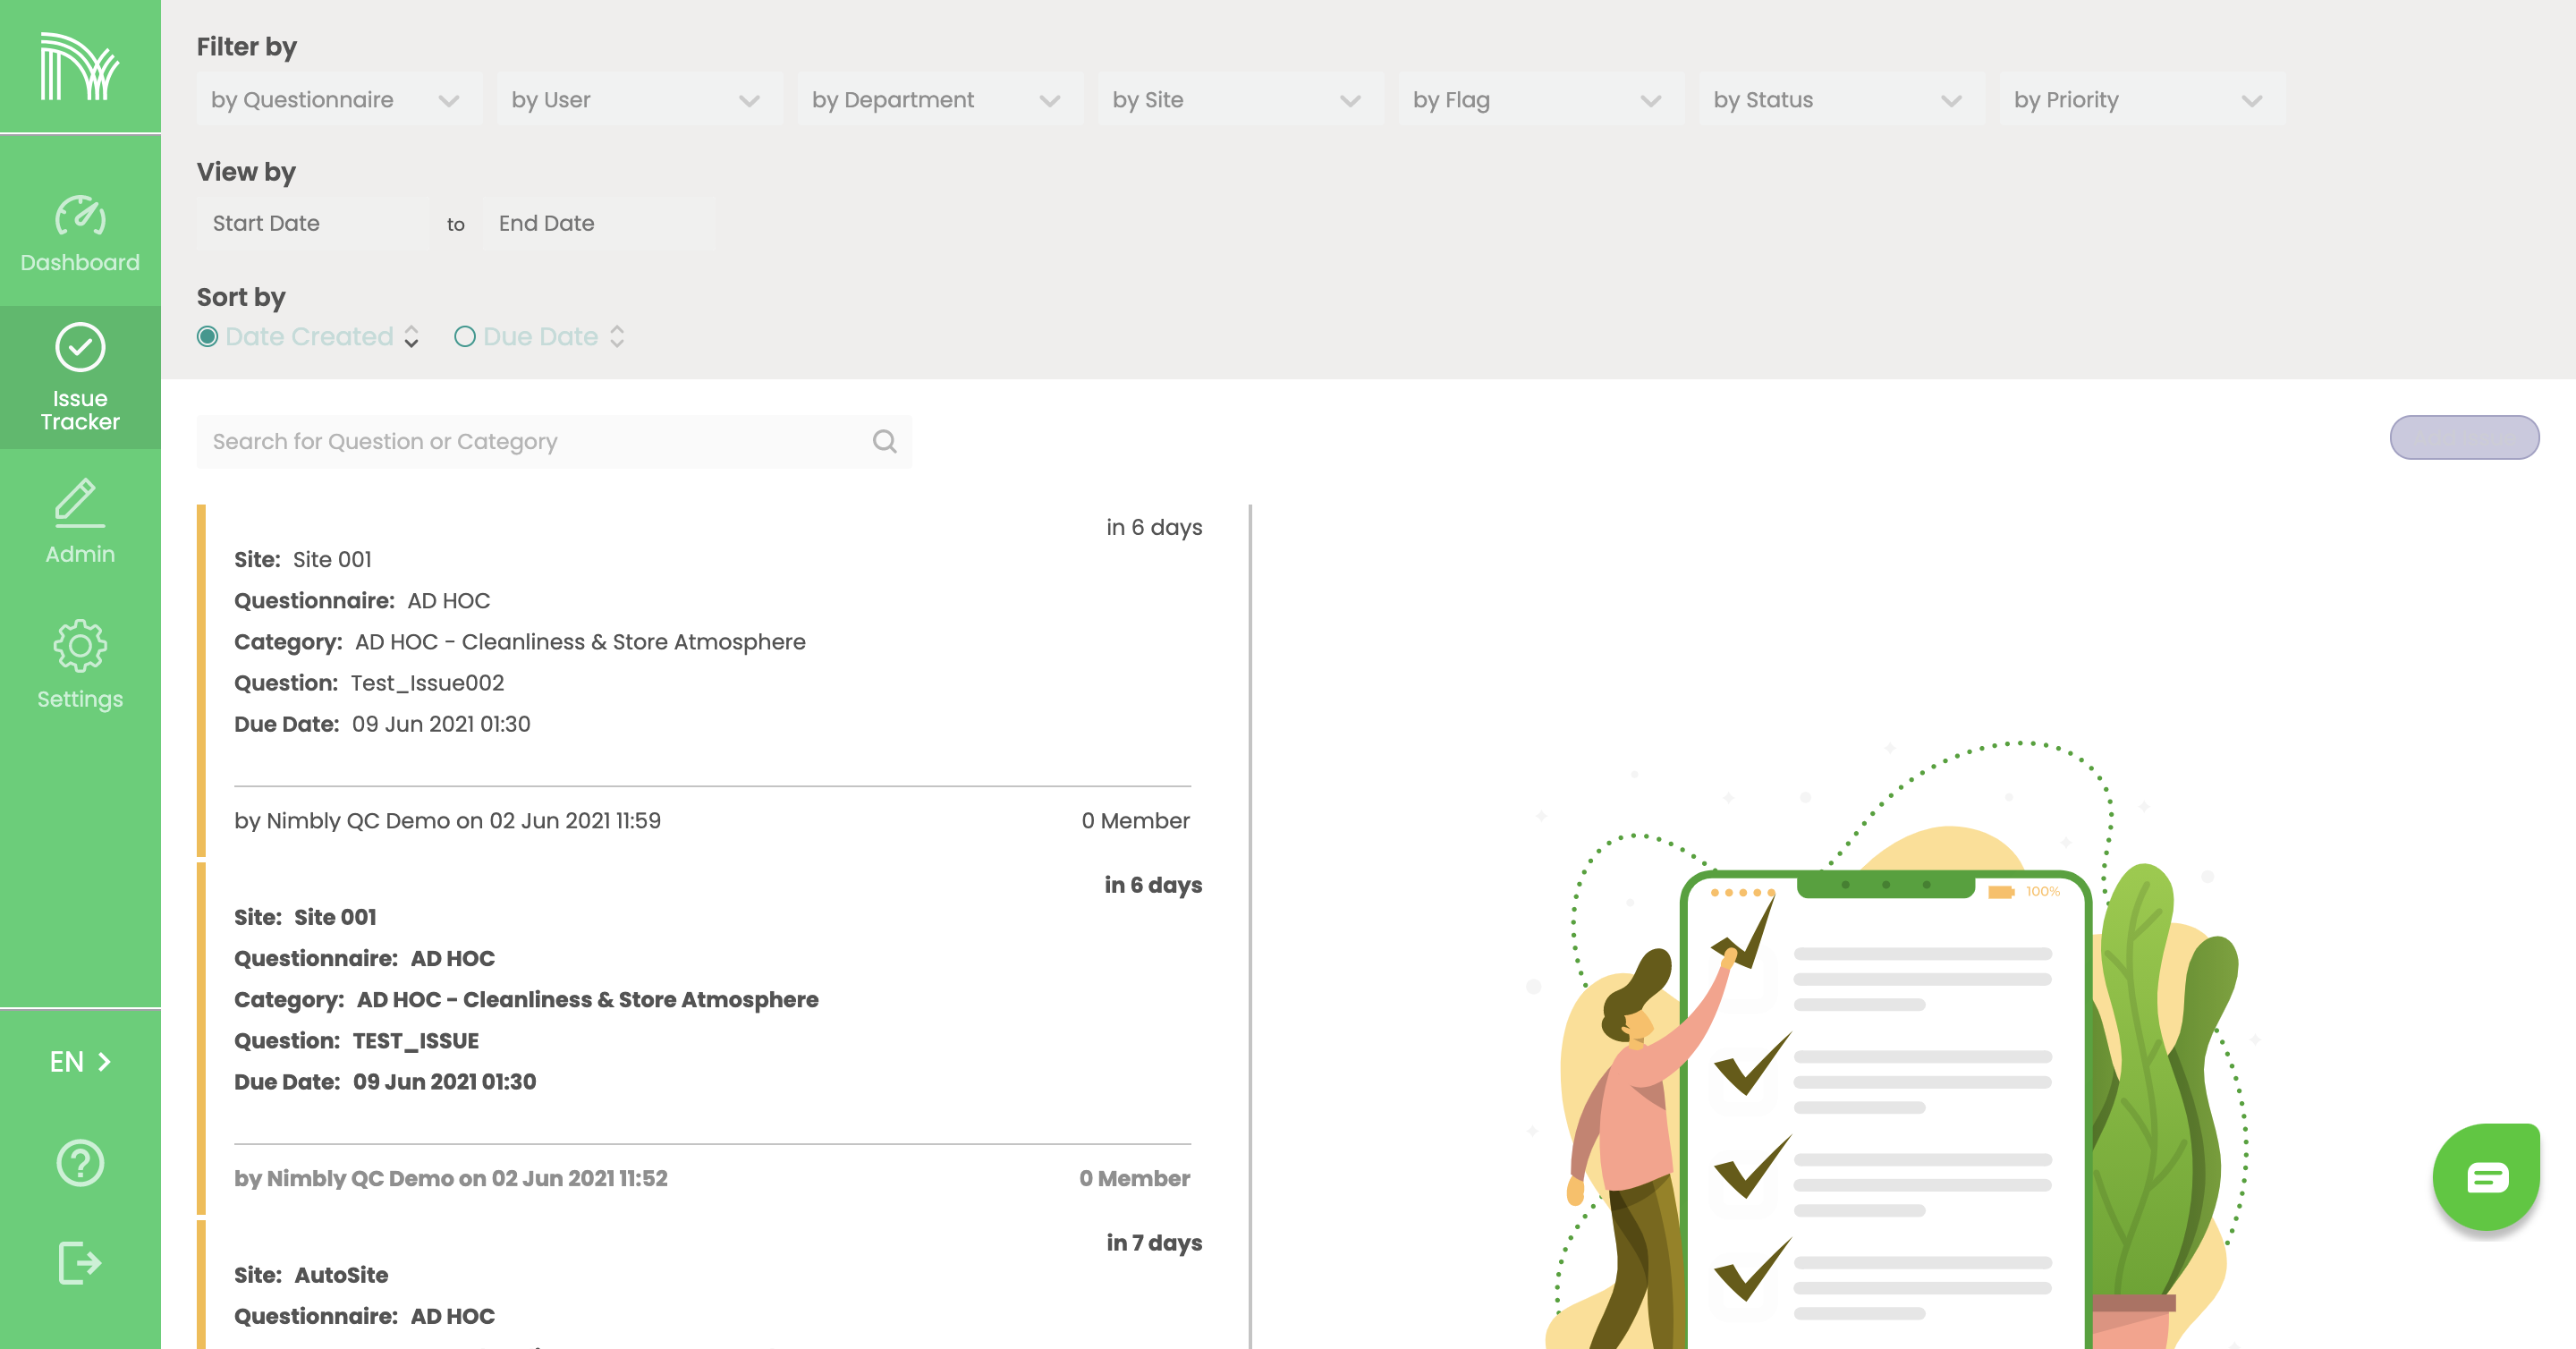 Filter by
by Questionnaire
by User
by Department
by Site
by Flag
by Status
by Priority
View by
Start Date to End Date
Sort by
Date Created
Due Date
Dashboard
Issue
Tracker
Admin
Settings
EN
Search for Question or Category
in 6 days
Site: Site 001
Questionnaire: AD HOC
Category: AD HOC - Cleanliness & Store Atmosphere
Question: Test_Issue002
Due Date: 09 Jun 2021 01:30
by Nimbly QC Demo on 02 Jun 2021 11:59
0 Member
in 6 days
Site: Site 001
Questionnaire: AD HOC
Category: AD HOC - Cleanliness & Store Atmosphere
Question: TEST_ISSUE
Due Date: 09 Jun 2021 01:30
by Nimbly QC Demo on 02 Jun 2021 11:52
0 Member
in 7 days
Site: AutoSite
Questionnaire: AD HOC
100%